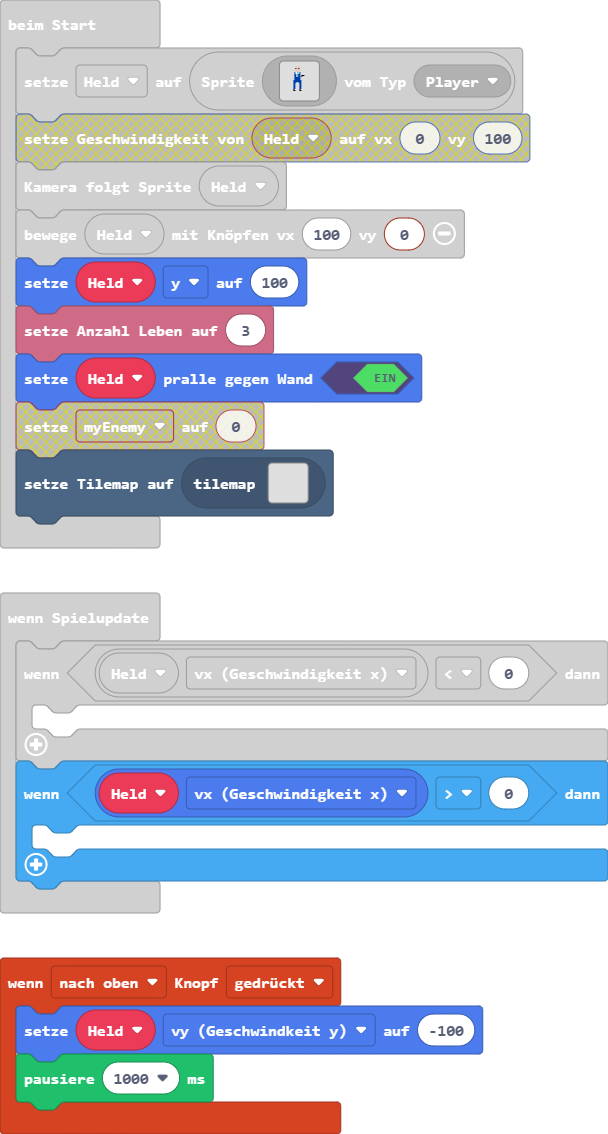 beim Start
setze Held auf Sprite vom Typ Player
setze Geschwindigkeit von Held auf vx 0 vy 100
Kamera folgt Sprite Held
bewege Held mit Knöpfen vx 100 vy 0
setze Held y auf 100
setze Anzahl Leben auf 3
setze Held pralle gegen Wand EIN
setze myEnemy auf 0
setze Tilemap auf tilemap
wenn Spielupdate
wenn Held vx (Geschwindigkeit x) < 0 dann
wenn Held vx (Geschwindigkeit x) > 0 dann
wenn nach oben Knopf gedrückt
setze Held vy (Geschwindkeit y) auf -100
pausiere 1000 ms